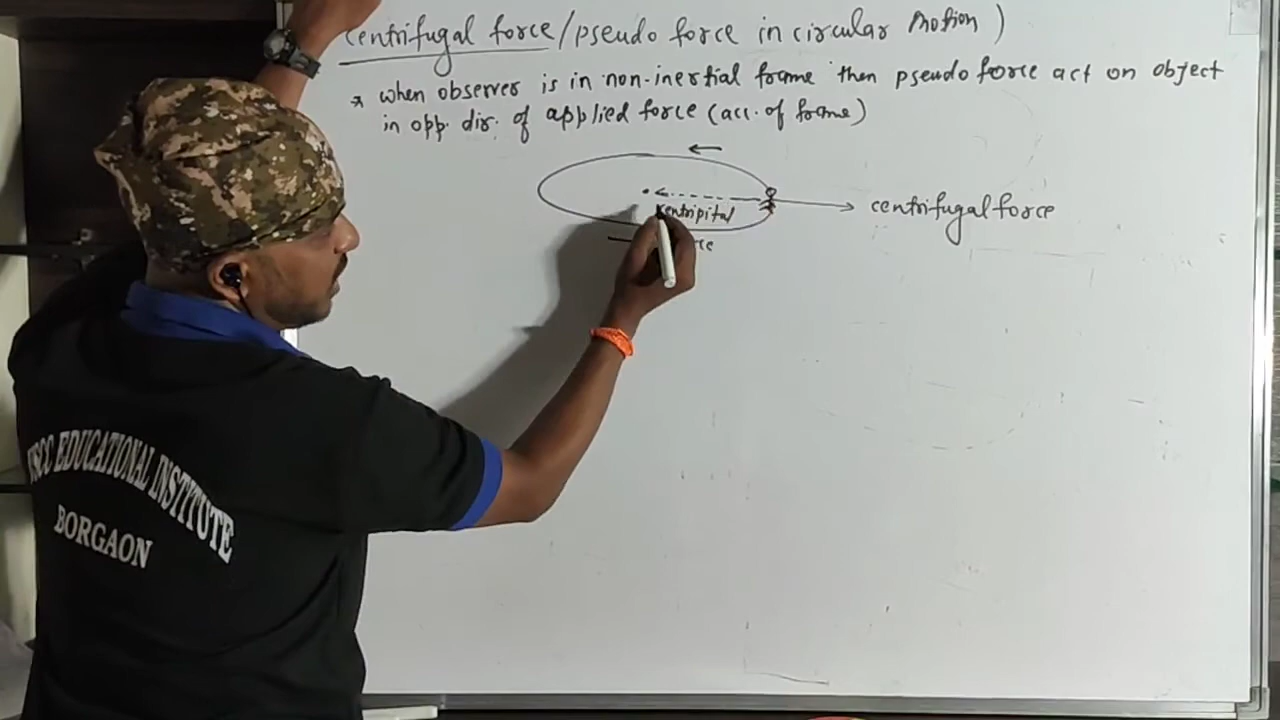 centrifugal force/pseudo force in circular Motion)
* when observer is in non-inertial frame then pseudo force act on object
in opp. dir. of applied force (acc. of frame)
centrifugal force
centripital
EDUCATIONAL INSTITUTE
BORGAON